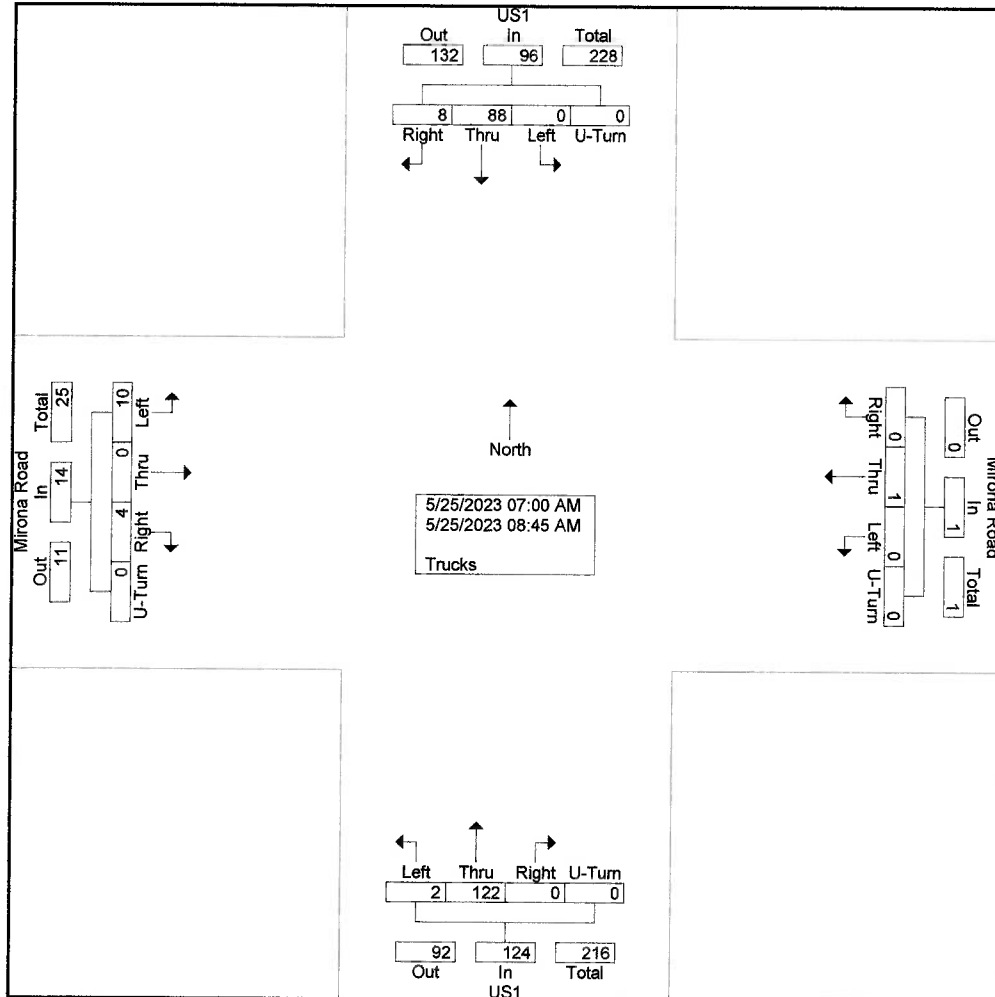 US1
Out In Total
132 96 228
8 88 0 0
Right Thru Left U-Turn
North
5/25/2023 07:00 AM
5/25/2023 08:45 AM
Trucks
Mirona Road
Out In Total
11 14 25
10 0 4 0
Left Thru Right U-Turn
Mirona Road
Out In Total
0 1 1
0 1 0 0
Right Thru Left U-Turn
Left Thru Right U-Turn
2 122 0 0
92 124 216
Out In Total
US1